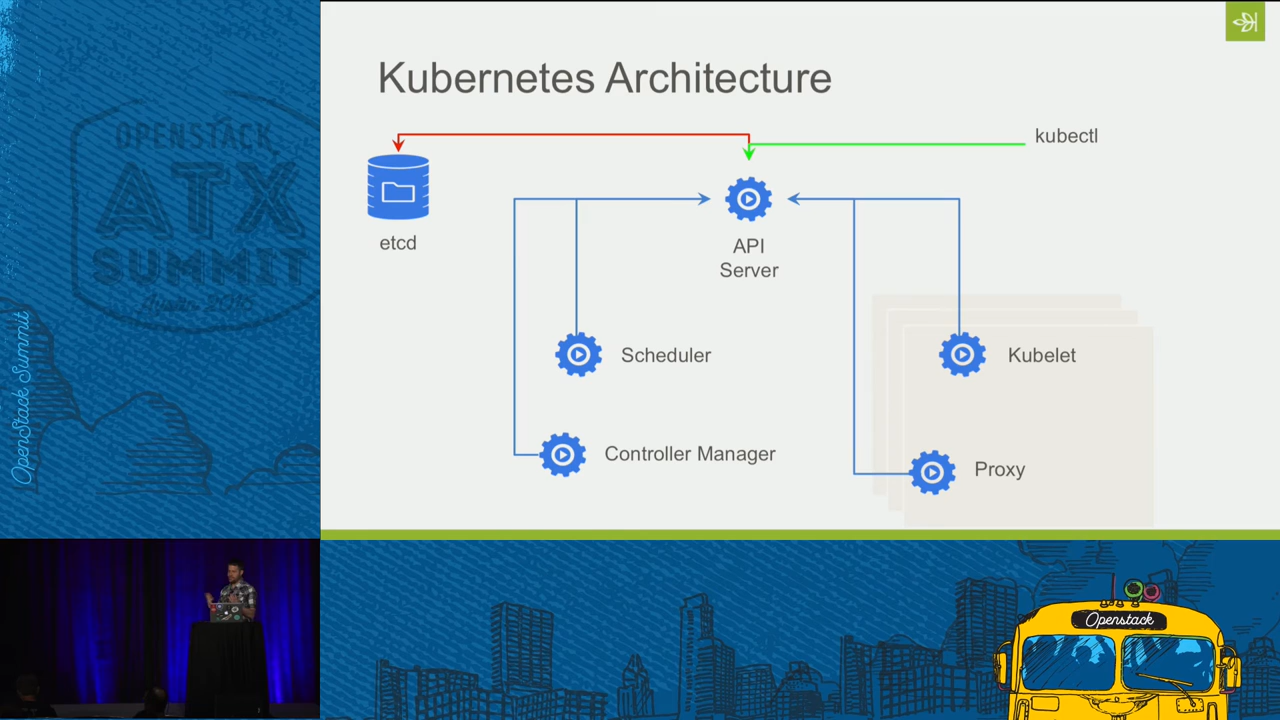 Kubernetes Architecture
kubectl
etcd
API
Server
Scheduler
Kubelet
Controller Manager
Proxy
OPENSTACK
ATX
SUMMIT
Austin 2016
OpenStack Summit
Openstack